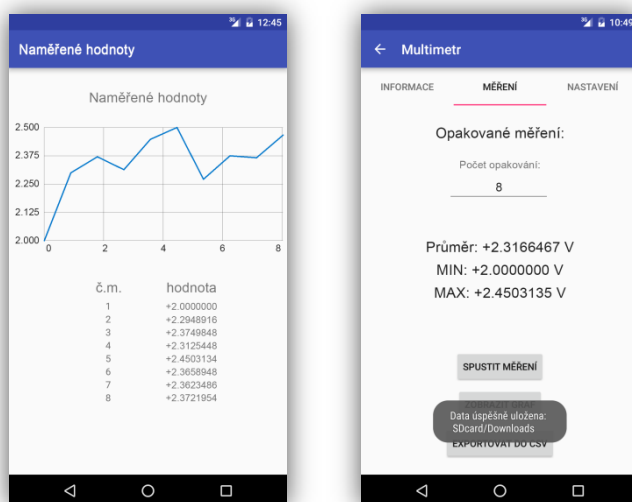 3G 12:45
Naměřené hodnoty
Naměřené hodnoty
2.500
2.375
2.250
2.125
2.000
0 2 4 6 8
č.m. hodnota
1 +2.0000000
2 +2.2948916
3 +2.3749848
4 +2.3125448
5 +2.4503134
6 +2.3658948
7 +2.3623486
8 +2.3721954
3G 10:49
Multimetr
INFORMACE MĚŘENÍ NASTAVENÍ
Opakované měření:
Počet opakování:
8
Průměr: +2.3166467 V
MIN: +2.0000000 V
MAX: +2.4503135 V
SPUSTIT MĚŘENÍ
ZOBRAZIT GRAF
Data úspěšně uložena:
SDcard/Downloads
EXPORTOVAT DO CSV